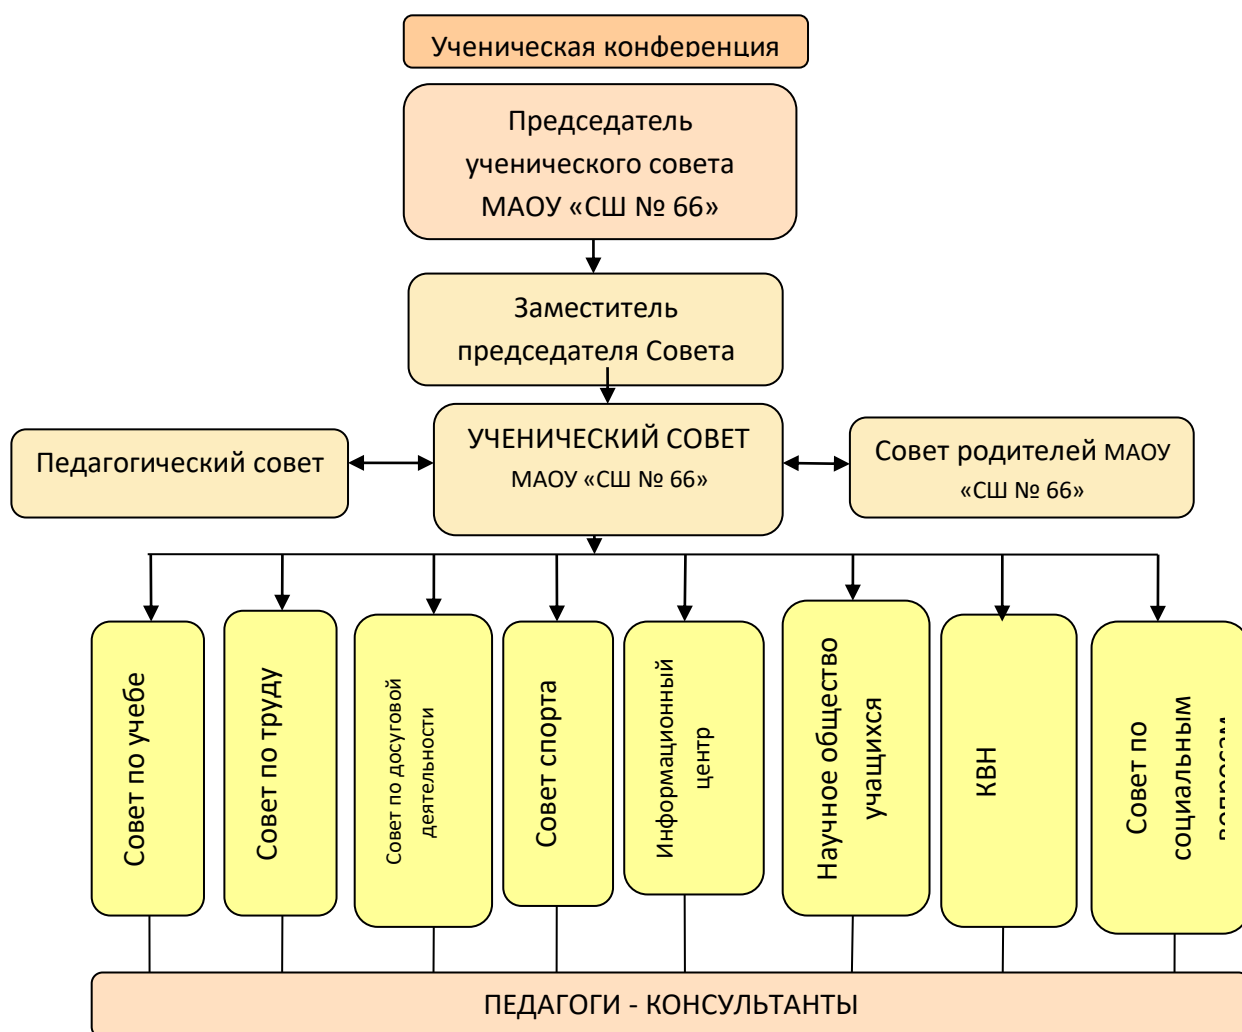 Ученическая конференция
Председатель
ученического совета
МАОУ «СШ № 66»
Заместитель
председателя Совета
Педагогический совет
УЧЕНИЧЕСКИЙ СОВЕТ
МАОУ «СШ № 66»
Совет родителей МАОУ
«СШ № 66»
Совет по учебе
Совет по труду
Совет по досуговой
деятельности
Совет спорта
Информационный
центр
Научное общество
учащихся
КВН
Совет по
социальным
вопросам
ПЕДАГОГИ - КОНСУЛЬТАНТЫ